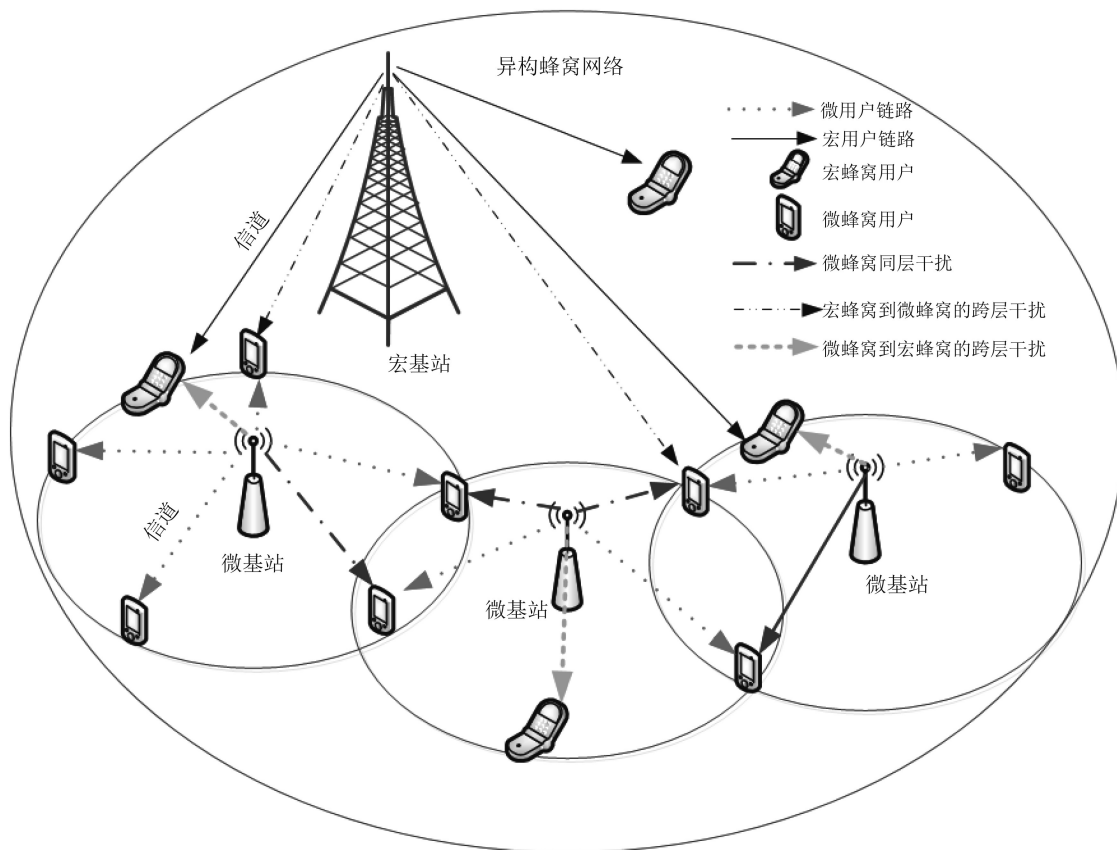 异构蜂窝网络
微用户链路
宏用户链路
宏蜂窝用户
微蜂窝用户
微蜂窝同层干扰
宏蜂窝到微蜂窝的跨层干扰
微蜂窝到宏蜂窝的跨层干扰
信道
宏基站
信道
微基站
微基站
微基站